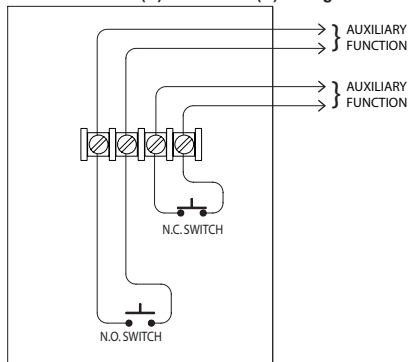 AUXILIARY
FUNCTION
AUXILIARY
FUNCTION
N.C. SWITCH
N.O. SWITCH